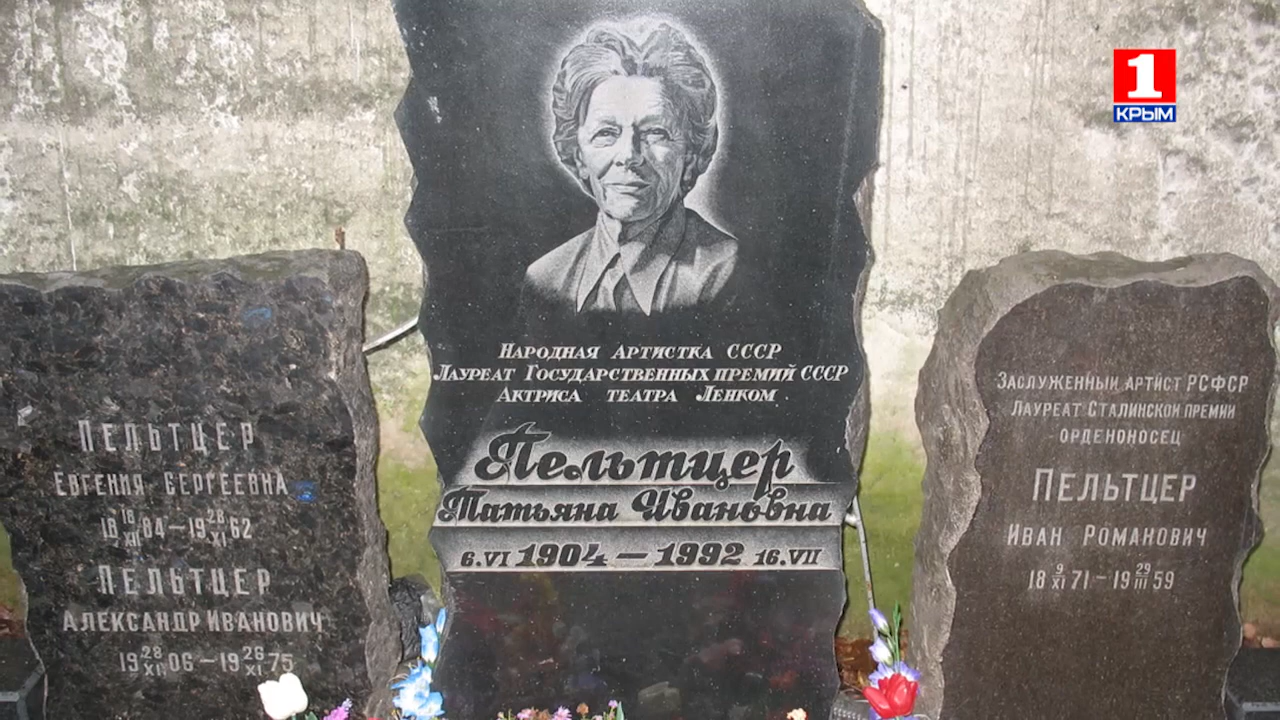 1
КРЫМ
ПЕЛЬТЦЕР
ЕВГЕНИЯ СЕРГЕЕВНА
18 18/XII 84 – 19 28/XI 62
ПЕЛЬТЦЕР
АЛЕКСАНДР ИВАНОВИЧ
19 28/XI 06 – 19 26/XI 75
НАРОДНАЯ АРТИСТКА СССР
ЛАУРЕАТ ГОСУДАРСТВЕННЫХ ПРЕМИЙ СССР
АКТРИСА ТЕАТРА ЛЕНКОМ
Пельтцер
Татьяна Ивановна
6.VI 1904 – 1992 16.VII
ЗАСЛУЖЕННЫЙ АРТИСТ РСФСР
ЛАУРЕАТ СТАЛИНСКОЙ ПРЕМИИ
ОРДЕНОНОСЕЦ
ПЕЛЬТЦЕР
ИВАН РОМАНОВИЧ
18 9/XI 71 – 19 29/III 59